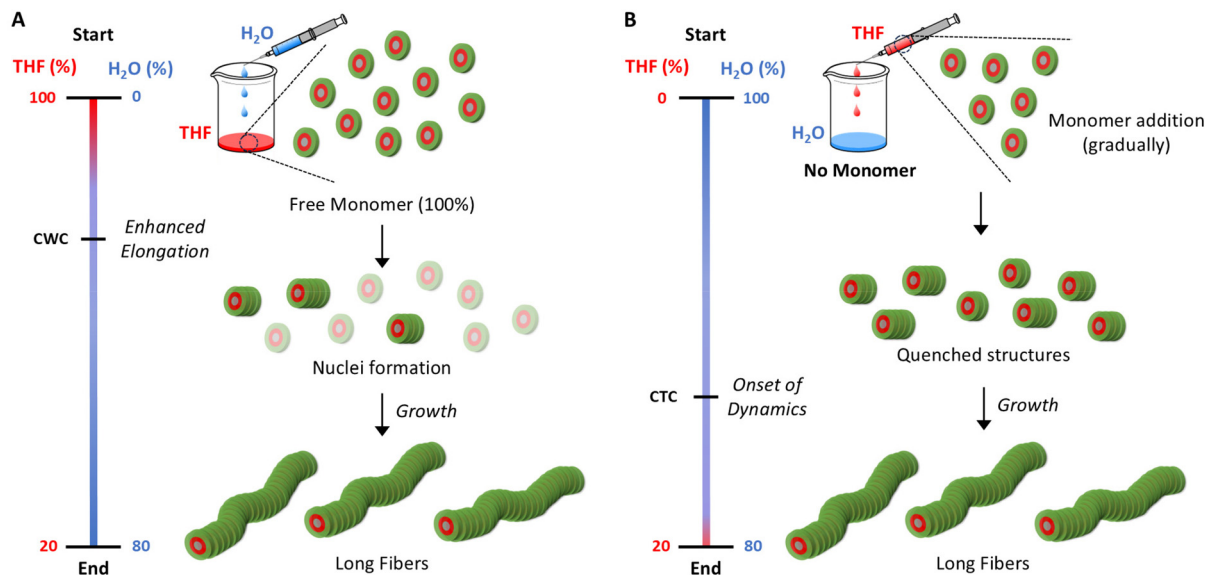 A
Start
THF (%)
H₂O (%)
100
0
H₂O
THF
Free Monomer (100%)
CWC
Enhanced
Elongation
Nuclei formation
Growth
20
80
End
Long Fibers
B
Start
THF (%)
H₂O (%)
0
100
THF
H₂O
No Monomer
Monomer addition
(gradually)
Quenched structures
CTC
Onset of
Dynamics
Growth
20
80
End
Long Fibers